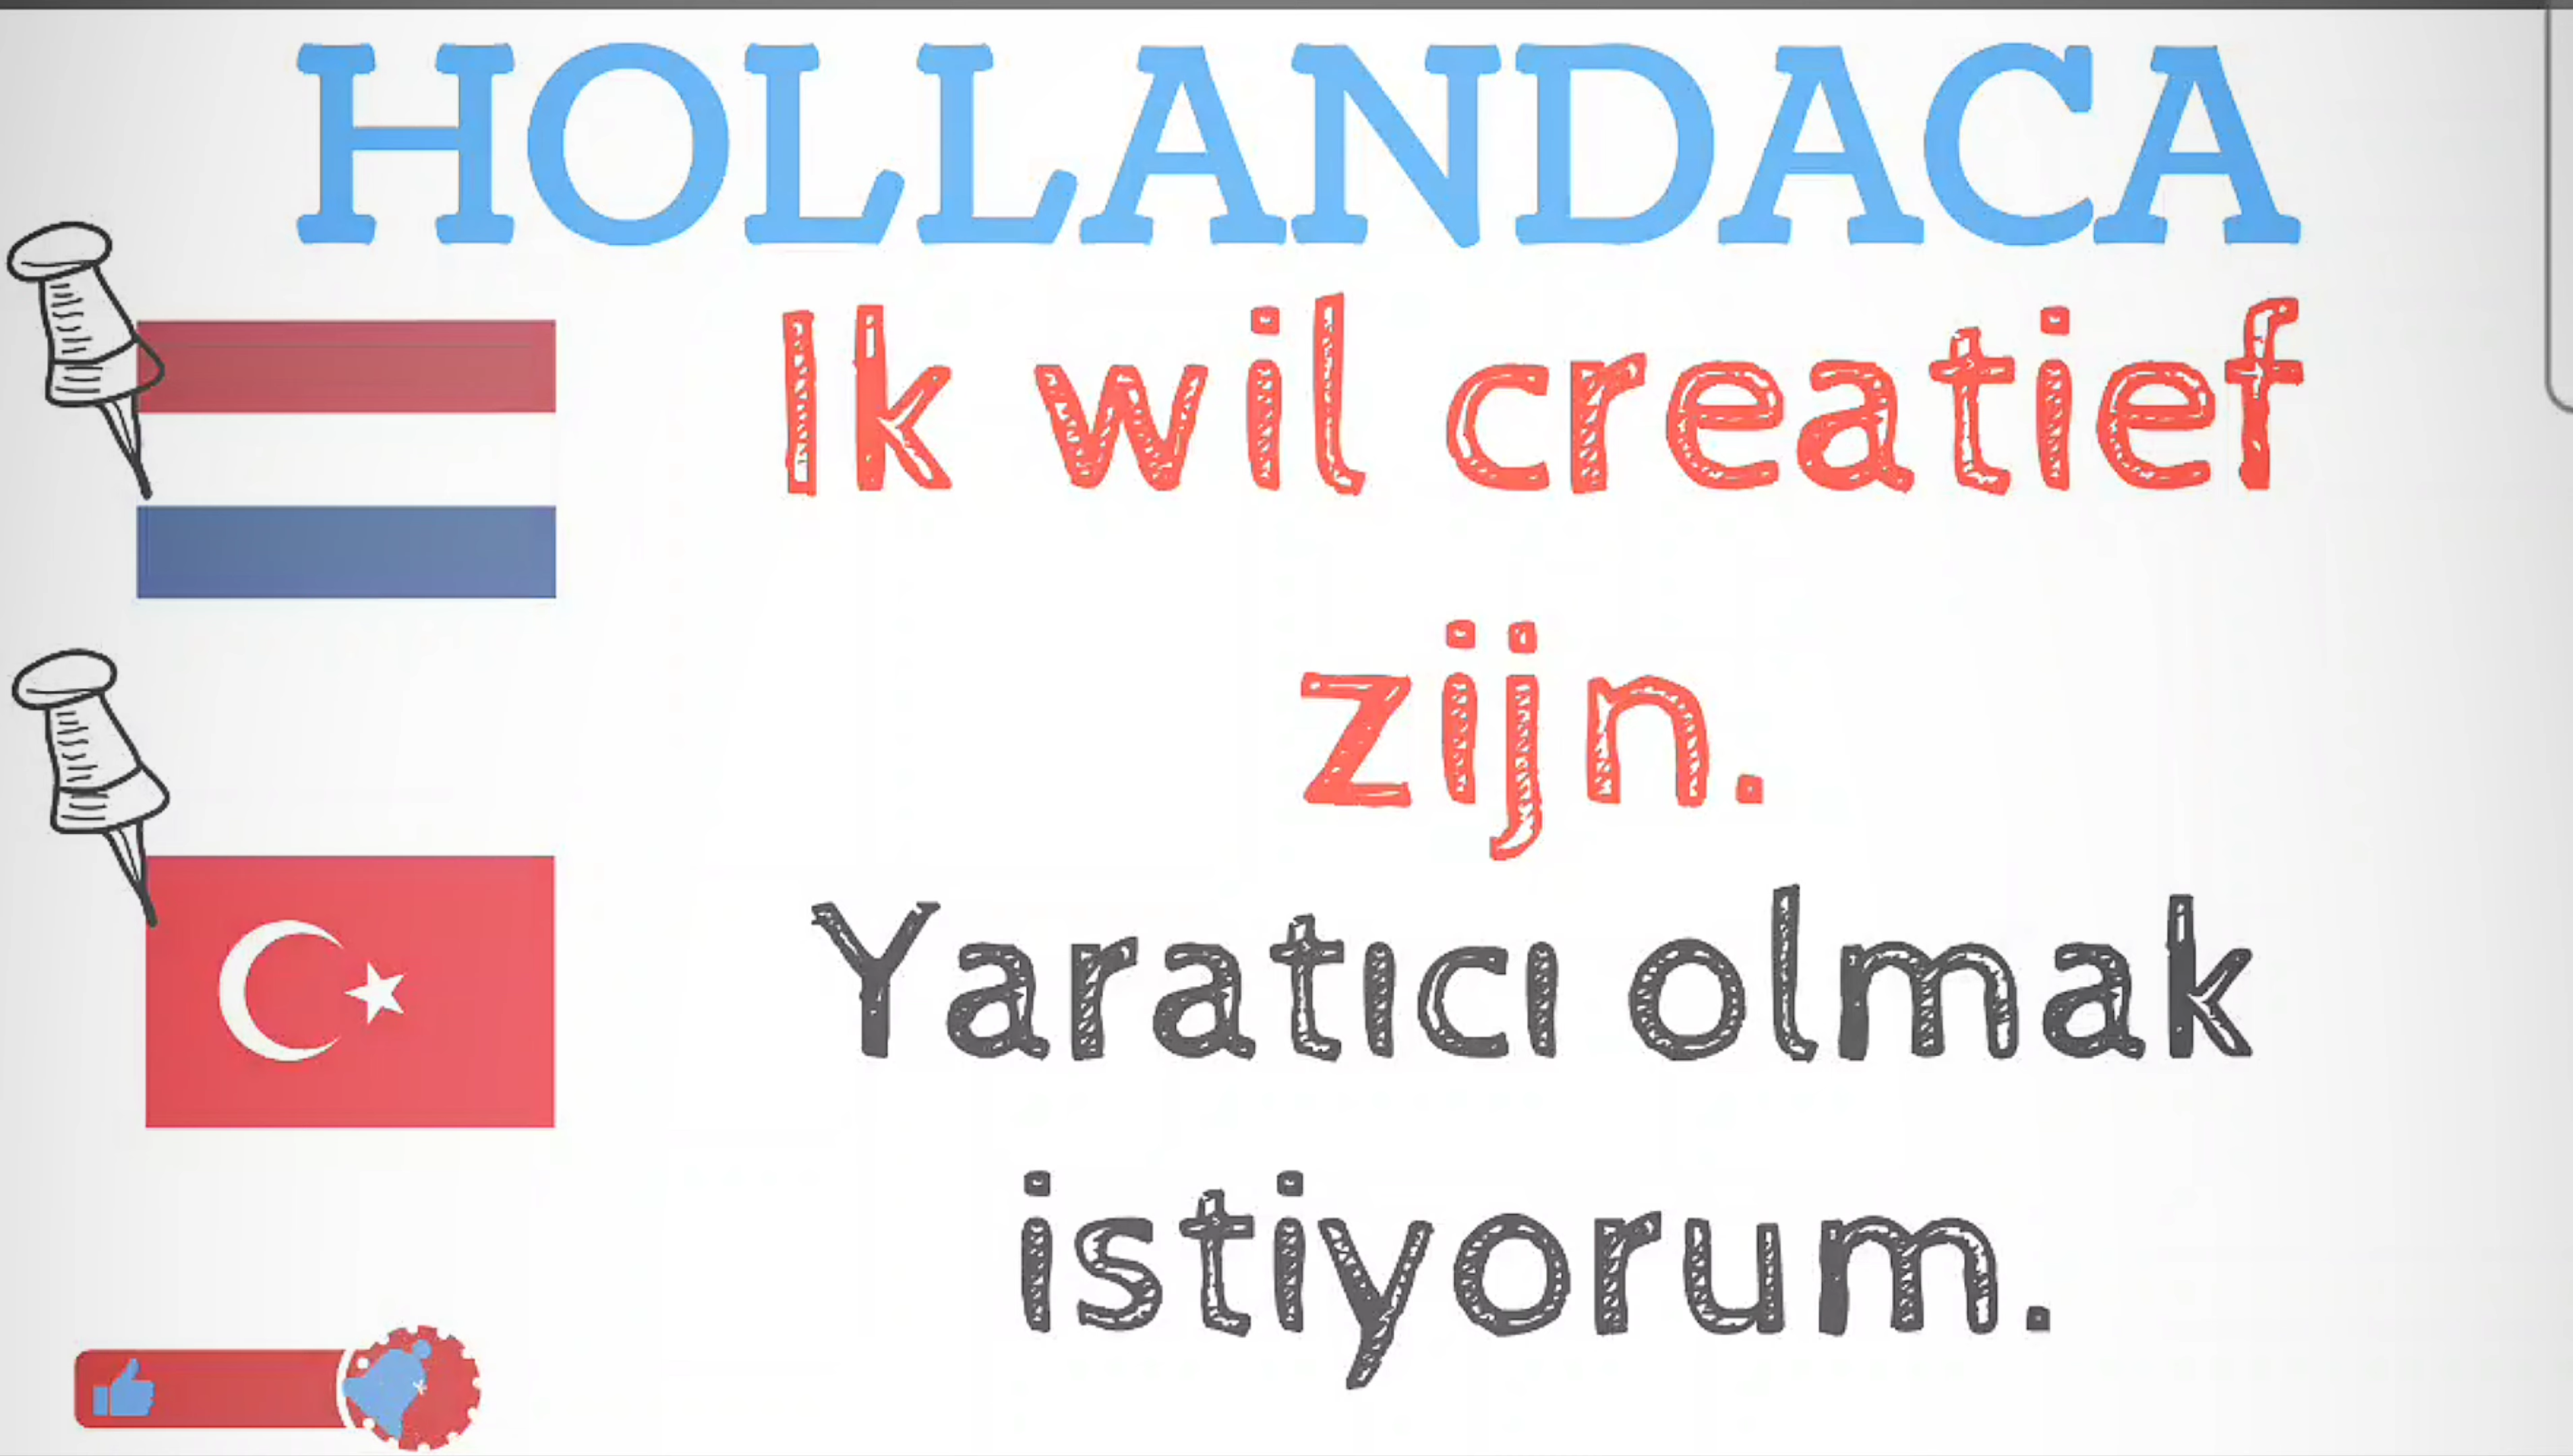 HOLLANDACA
Ik wil creatief
zijn.
Yaratıcı olmak
istiyorum.